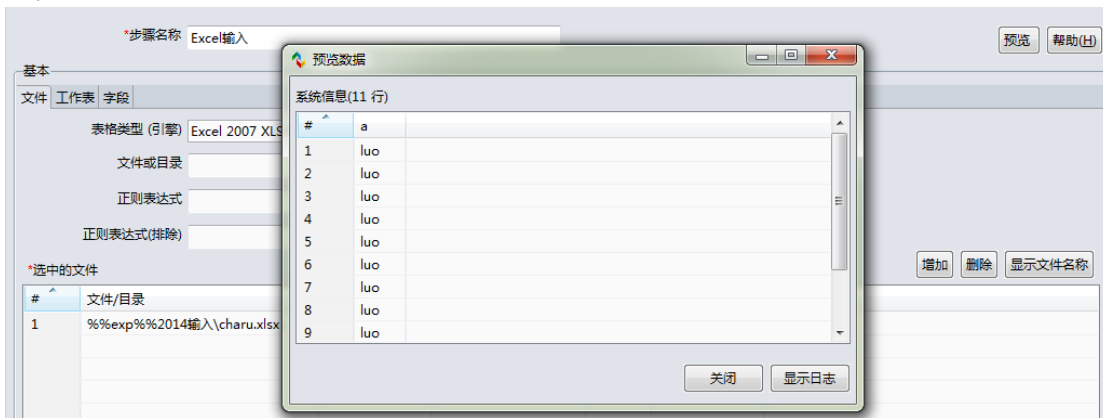 *步骤名称 Excel输入
预览 帮助(H)
基本
文件 工作表 字段
表格类型 (引擎) Excel 2007 XLS
文件或目录
正则表达式
正则表达式(排除)
*选中的文件
增加 删除 显示文件名称
# 文件/目录
1 %%exp%%2014输入\charu.xlsx
预览数据
系统信息(11 行)
# a
1 luo
2 luo
3 luo
4 luo
5 luo
6 luo
7 luo
8 luo
9 luo
关闭 显示日志